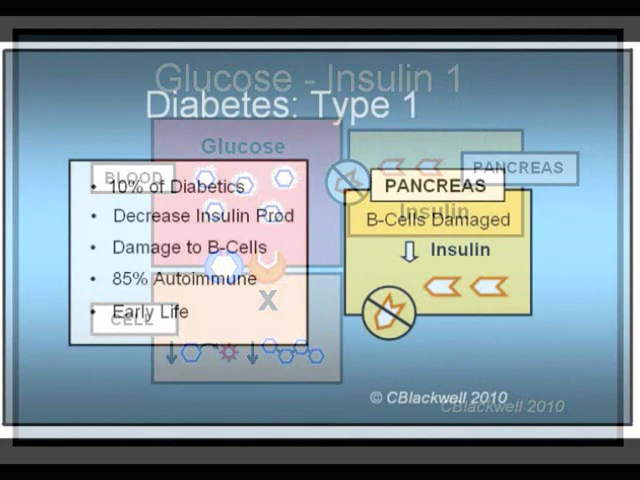 Glucose - Insulin 1
Diabetes: Type 1
Glucose
BLOOD
PANCREAS
• 10% of Diabetics
• Decrease Insulin Prod
• Damage to B-Cells
• 85% Autoimmune
• Early Life
CELL
X
PANCREAS
Insulin
B-Cells Damaged
Insulin
© CBlackwell 2010
CBlackwell 2010